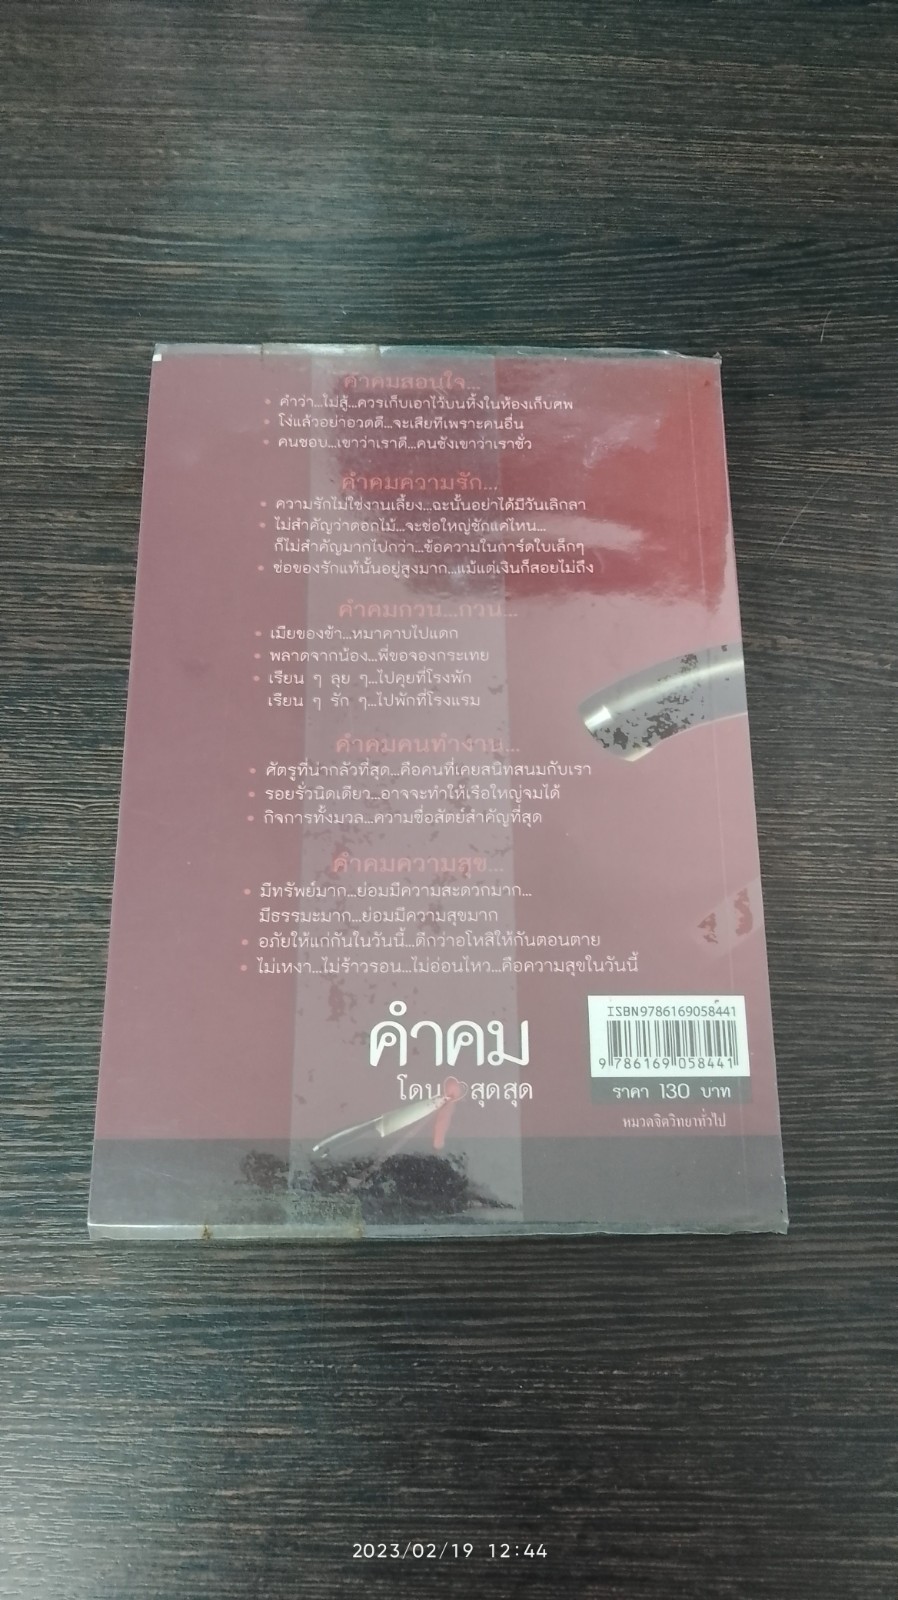 คำคมสอนใจ...
• คำว่า...ไม่สู้...ควรเก็บเอาไว้บนหิ้งในห้องเก็บศพ
• โง่แล้วอย่าอวดดี...จะเสียทีเพราะคนอื่น
• คนชอบ...เขาว่าเราดี...คนชังเขาว่าเราชั่ว
คำคมความรัก...
• ความรักไม่ใช่งานเลี้ยง...ฉะนั้นอย่าได้มีวันเลิกลา
• ไม่สำคัญว่าดอกไม้...จะช่อใหญ่ซักแค่ไหน...
ก็ไม่สำคัญมากไปกว่า...ข้อความในการ์ดใบเล็กๆ
• ช่อของรักแท้นั้นอยู่สูงมาก...แม้แต่เงินก็สอยไม่ถึง
คำคมกวน...กวน...
• เมียของข้า...หมาคาบไปแดก
• พลาดจากน้อง...พี่ขอจองกระเทย
• เรียน ๆ ลุย ๆ...ไปคุยที่โรงพัก
เรียน ๆ รัก ๆ...ไปพักที่โรงแรม
คำคมคนทำงาน...
• ศัตรูที่น่ากลัวที่สุด...คือคนที่เคยสนิทสนมกับเรา
• รอยรั่วนิดเดียว...อาจจะทำให้เรือใหญ่จมได้
• กิจการทั้งมวล...ความซื่อสัตย์สำคัญที่สุด
คำคมความสุข...
• มีทรัพย์มาก...ย่อมมีความสะดวกมาก...
มีธรรมะมาก...ย่อมมีความสุขมาก
• อภัยให้แก่กันในวันนี้...ดีกว่าอโหสิให้กันตอนตาย
• ไม่เหงา...ไม่ร้าวรอน...ไม่อ่อนไหว...คือความสุขในวันนี้
คำคม
โดน สุดสุด
ISBN9786169058441
9 786169 058441
ราคา 130 บาท
หมวดจิตวิทยาทั่วไป
2023/02/19 12:44